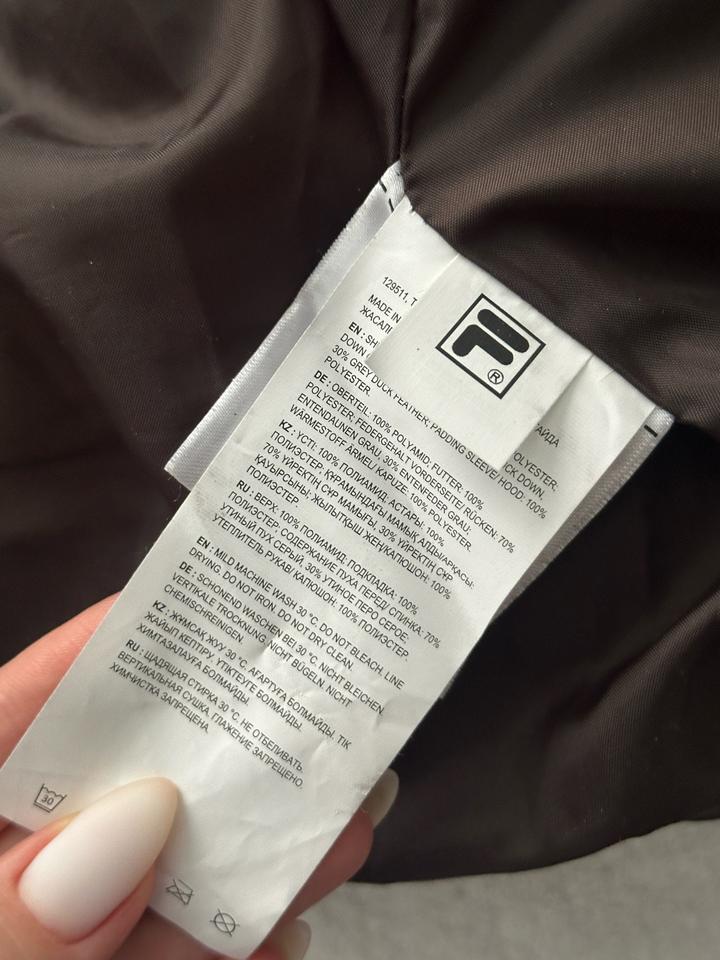 129511, T
MADE IN
ЖАСАЛ
АЙДА
EN : SH
OLYESTER.
DOWN
CK DOWN,
30% GREY DUCK FEATHER; PADDING SLEEVE/ HOOD: 100%
POLYESTER.
DE : OBERTEIL: 100% POLYAMID; FUTTER: 100%
POLYESTER; FEDERGEHALT VORDERSEITE/ RÜCKEN: 70%
ENTENDAUNEN GRAU, 30% ENTENFEDER GRAU;
WÄRMESTOFF ÄRMEL/ KAPUZE: 100% POLYESTER.
KZ : ҮСТІ: 100% ПОЛИАМИД; АСТАРЫ: 100%
ПОЛИЭСТЕР; ҚҰРАМЫНДАҒЫ МАМЫҚ АЛДЫ/АРҚАСЫ:
70% ҮЙРЕКТІҢ СҰР МАМЫҒЫ, 30% ҮЙРЕКТІҢ СҰР
ҚАУЫРСЫНЫ; ЖЫЛЫТҚЫШ ЖЕҢ/КАПЮШОН: 100%
ПОЛИЭСТЕР.
RU : ВЕРХ: 100% ПОЛИАМИД; ПОДКЛАДКА: 100%
ПОЛИЭСТЕР; СОДЕРЖАНИЕ ПУХА ПЕРЕД/ СПИНКА: 70%
УТИНЫЙ ПУХ СЕРЫЙ, 30% УТИНОЕ ПЕРО СЕРОЕ;
УТЕПЛИТЕЛЬ РУКАВ/ КАПЮШОН: 100% ПОЛИЭСТЕР.
EN : MILD MACHINE WASH 30 °C. DO NOT BLEACH. LINE
DRYING. DO NOT IRON. DO NOT DRY CLEAN.
DE : SCHONEND WASCHEN BEI 30 °C. NICHT BLEICHEN.
VERTIKALE TROCKNUNG. NICHT BÜGELN. NICHT
CHEMISCHREINIGEN.
KZ : ЖҰМСАҚ ЖУУ 30 °C. АҒАРТУҒА БОЛМАЙДЫ. ТІК
ЖАЙЫП КЕПТІРУ. ҮТІКТЕУГЕ БОЛМАЙДЫ.
ХИМТАЗАЛАУҒА БОЛМАЙДЫ.
RU : ЩАДЯЩАЯ СТИРКА 30 °C. НЕ ОТБЕЛИВАТЬ.
ВЕРТИКАЛЬНАЯ СУШКА. ГЛАЖЕНИЕ ЗАПРЕЩЕНО.
ХИМЧИСТКА ЗАПРЕЩЕНА.
30